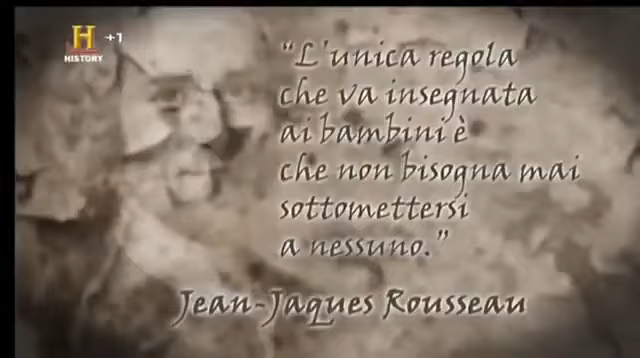 H +1
HISTORY
“L'unica regola
che va insegnata
ai bambini è
che non bisogna mai
sottomettersi
a nessuno.”
Jean-Jaques Rousseau